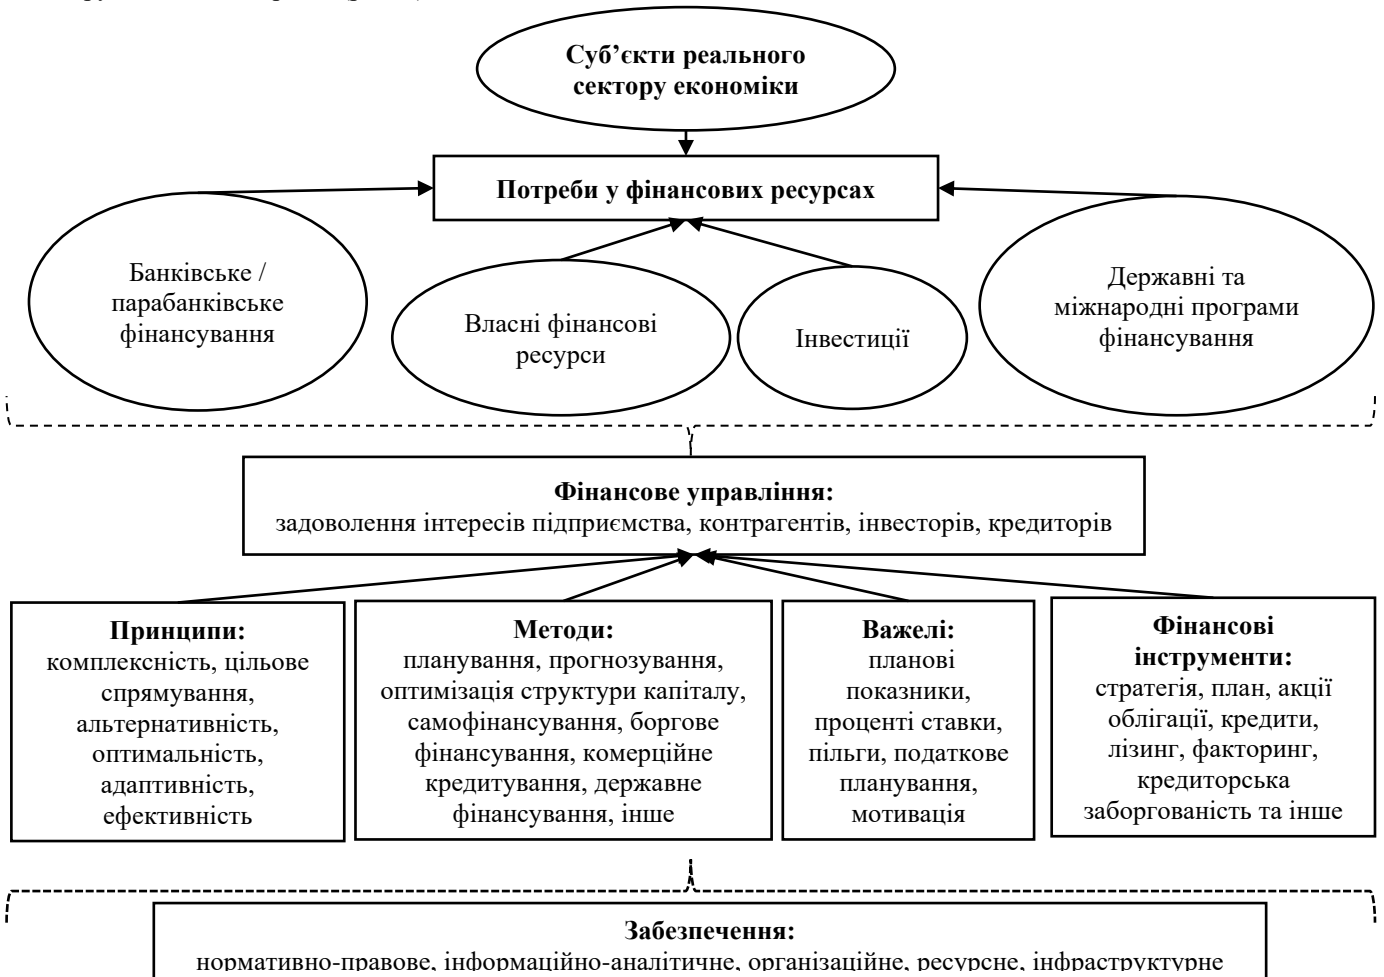 Суб’єкти реального
сектору економіки
Потреби у фінансових ресурсах
Банківське /
парабанківське
фінансування
Власні фінансові
ресурси
Інвестиції
Державні та
міжнародні програми
фінансування
Фінансове управління:
задоволення інтересів підприємства, контрагентів, інвесторів, кредиторів
Принципи:
комплексність, цільове
спрямування,
альтернативність,
оптимальність,
адаптивність,
ефективність
Методи:
планування, прогнозування,
оптимізація структури капіталу,
самофінансування, боргове
фінансування, комерційне
кредитування, державне
фінансування, інше
Важелі:
планові
показники,
проценті ставки,
пільги, податкове
планування,
мотивація
Фінансові
інструменти:
стратегія, план, акції
облігації, кредити,
лізинг, факторинг,
кредиторська
заборгованість та інше
Забезпечення:
нормативно-правове, інформаційно-аналітичне, організаційне, ресурсне, інфраструктурне